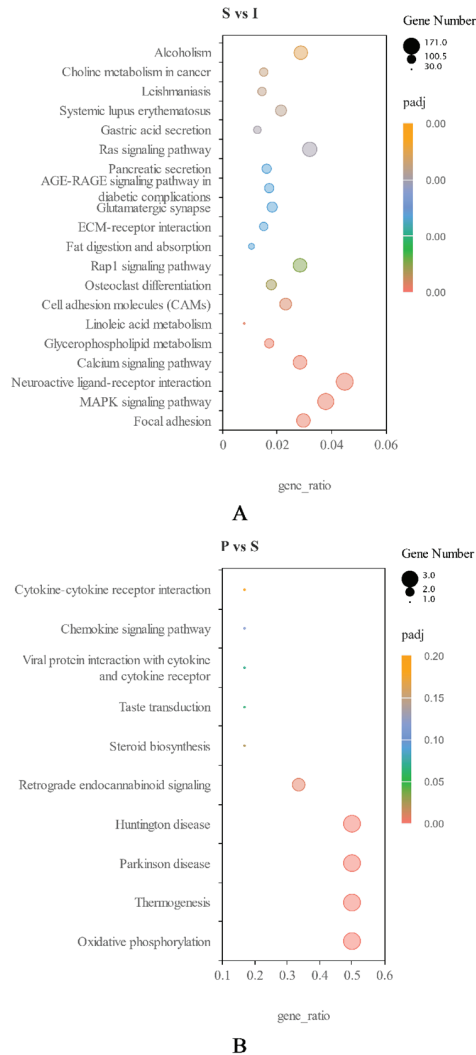 S vs I
Gene Number
171.0
100.5
30.0
padj
0.00
0.00
0.00
0.00
Alcoholism
Choline metabolism in cancer
Leishmaniasis
Systemic lupus erythematosus
Gastric acid secretion
Ras signaling pathway
Pancreatic secretion
AGE-RAGE signaling pathway in
diabetic complications
Glutamatergic synapse
ECM-receptor interaction
Fat digestion and absorption
Rap1 signaling pathway
Osteoclast differentiation
Cell adhesion molecules (CAMs)
Linoleic acid metabolism
Glycerophospholipid metabolism
Calcium signaling pathway
Neuroactive ligand-receptor interaction
MAPK signaling pathway
Focal adhesion
0 0.02 0.04 0.06
gene_ratio
A
P vs S
Gene Number
3.0
2.0
1.0
padj
0.20
0.15
0.10
0.05
0.00
Cytokine-cytokine receptor interaction
Chemokine signaling pathway
Viral protein interaction with cytokine
and cytokine receptor
Taste transduction
Steroid biosynthesis
Retrograde endocannabinoid signaling
Huntington disease
Parkinson disease
Thermogenesis
Oxidative phosphorylation
0.1 0.2 0.3 0.4 0.5 0.6
gene_ratio
B